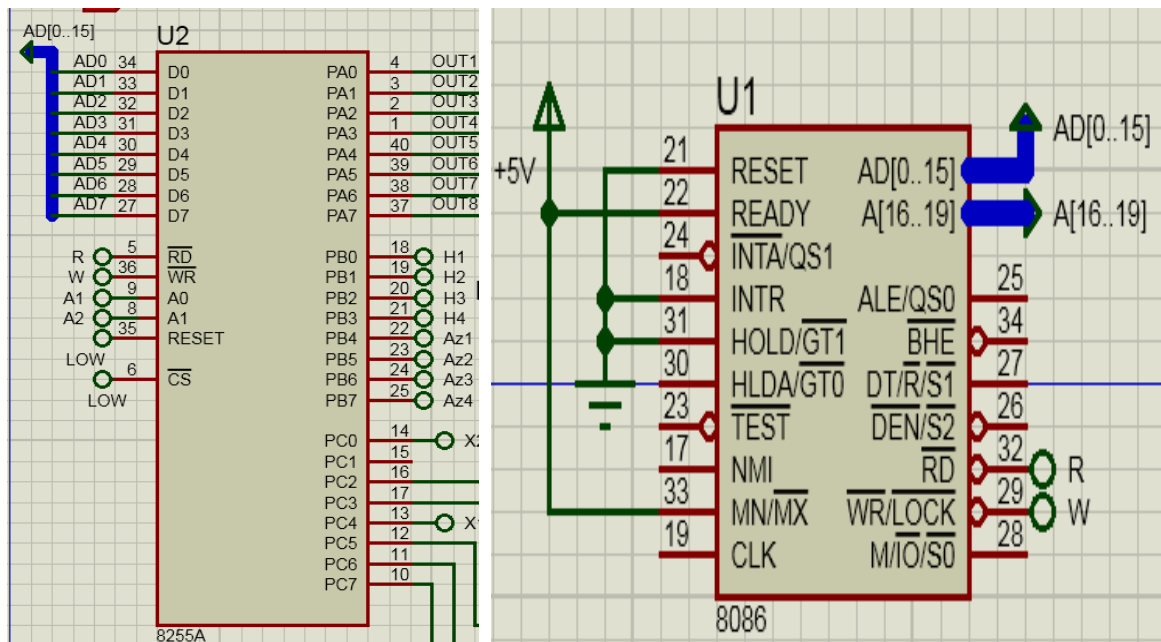 AD[0..15]
U2
AD0 34 D0 PA0 4 OUT1
AD1 33 D1 PA1 3 OUT2
AD2 32 D2 PA2 2 OUT3
AD3 31 D3 PA3 1 OUT4
AD4 30 D4 PA4 40 OUT5
AD5 29 D5 PA5 39 OUT6
AD6 28 D6 PA6 38 OUT7
AD7 27 D7 PA7 37 OUT8
R 5 RD PB0 18 H1
W 36 WR PB1 19 H2
A1 9 A0 PB2 20 H3
A2 8 A1 PB3 21 H4
35 RESET PB4 22 Az1
LOW PB5 23 Az2
6 CS PB6 24 Az3
LOW PB7 25 Az4
PC0 14
PC1 15
PC2 16
PC3 17
PC4 13
PC5 12
PC6 11
PC7 10
8255A
U1
+5V
21 RESET AD[0..15] AD[0..15]
22 READY A[16..19] A[16..19]
24 INTA/QS1
18 INTR ALE/QS0 25
31 HOLD/GT1 BHE 34
30 HLDA/GT0 DT/R/S1 27
23 TEST DEN/S2 26
17 NMI RD 32 R
33 MN/MX WR/LOCK 29 W
19 CLK M/IO/S0 28
8086